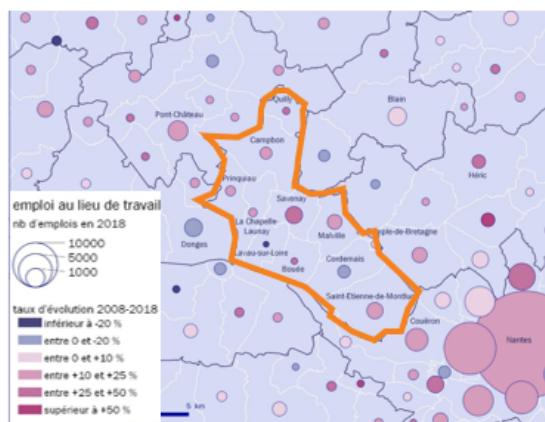 Quilly
Pont-Château
Blain
Campbon
Héric
Prinquiau
emploi au lieu de travail
nb d'emplois en 2018
10000
5000
1000
Savenay
La Chapelle-
Launay
Malville
ple-de-Bretagne
Donges
Lavau-sur-Loire
Cordemais
Bouée
taux d'évolution 2008-2018
inférieur à -20 %
entre 0 et -20 %
entre 0 et +10 %
entre +10 et +25 %
entre +25 et +50 %
supérieur à +50 %
Saint-Etienne-de-Montluc
Couëron
Nantes
5 km